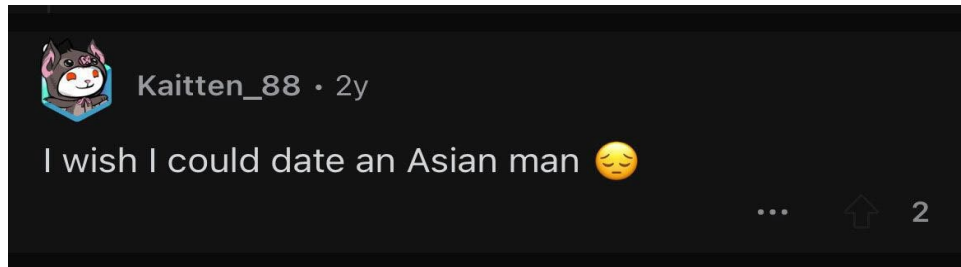 Kaitten_88 • 2y
I wish I could date an Asian man 😔
... 2